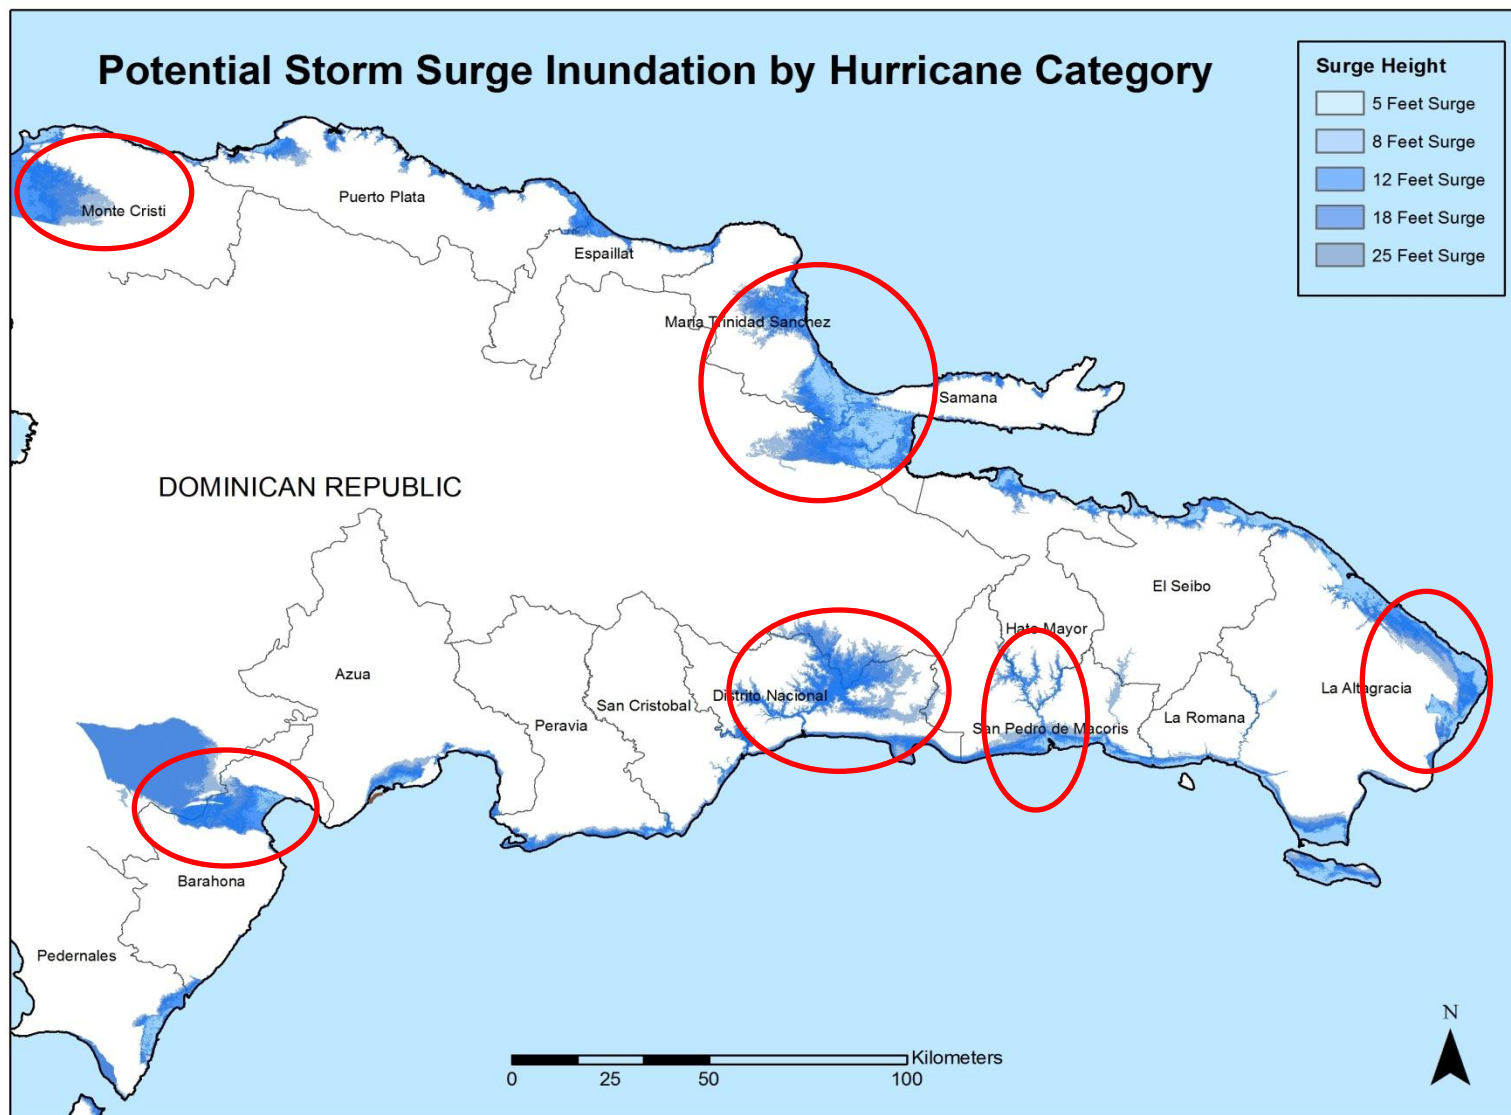 Potential Storm Surge Inundation by Hurricane Category
Surge Height
5 Feet Surge
8 Feet Surge
12 Feet Surge
18 Feet Surge
25 Feet Surge
Monte Cristi
Puerto Plata
Espaillat
Maria Trinidad Sanchez
Samana
DOMINICAN REPUBLIC
El Seibo
Hato Mayor
Azua
La Altagracia
Distrito Nacional
San Cristobal
La Romana
Peravia
San Pedro de Macoris
Barahona
Pedernales
N
Kilometers
0 25 50 100